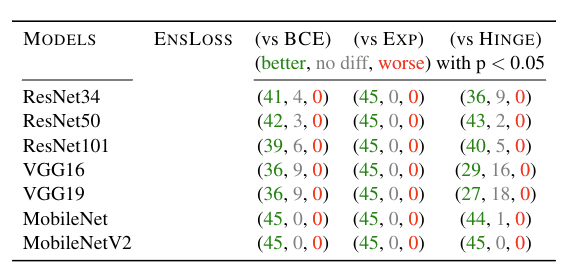 MODELS ENSLOSS (vs BCE) (vs EXP) (vs HINGE)
(better, no diff, worse) with p < 0.05
ResNet34 (41, 4, 0) (45, 0, 0) (36, 9, 0)
ResNet50 (42, 3, 0) (45, 0, 0) (43, 2, 0)
ResNet101 (39, 6, 0) (45, 0, 0) (40, 5, 0)
VGG16 (36, 9, 0) (45, 0, 0) (29, 16, 0)
VGG19 (36, 9, 0) (45, 0, 0) (27, 18, 0)
MobileNet (45, 0, 0) (45, 0, 0) (44, 1, 0)
MobileNetV2 (45, 0, 0) (45, 0, 0) (45, 0, 0)